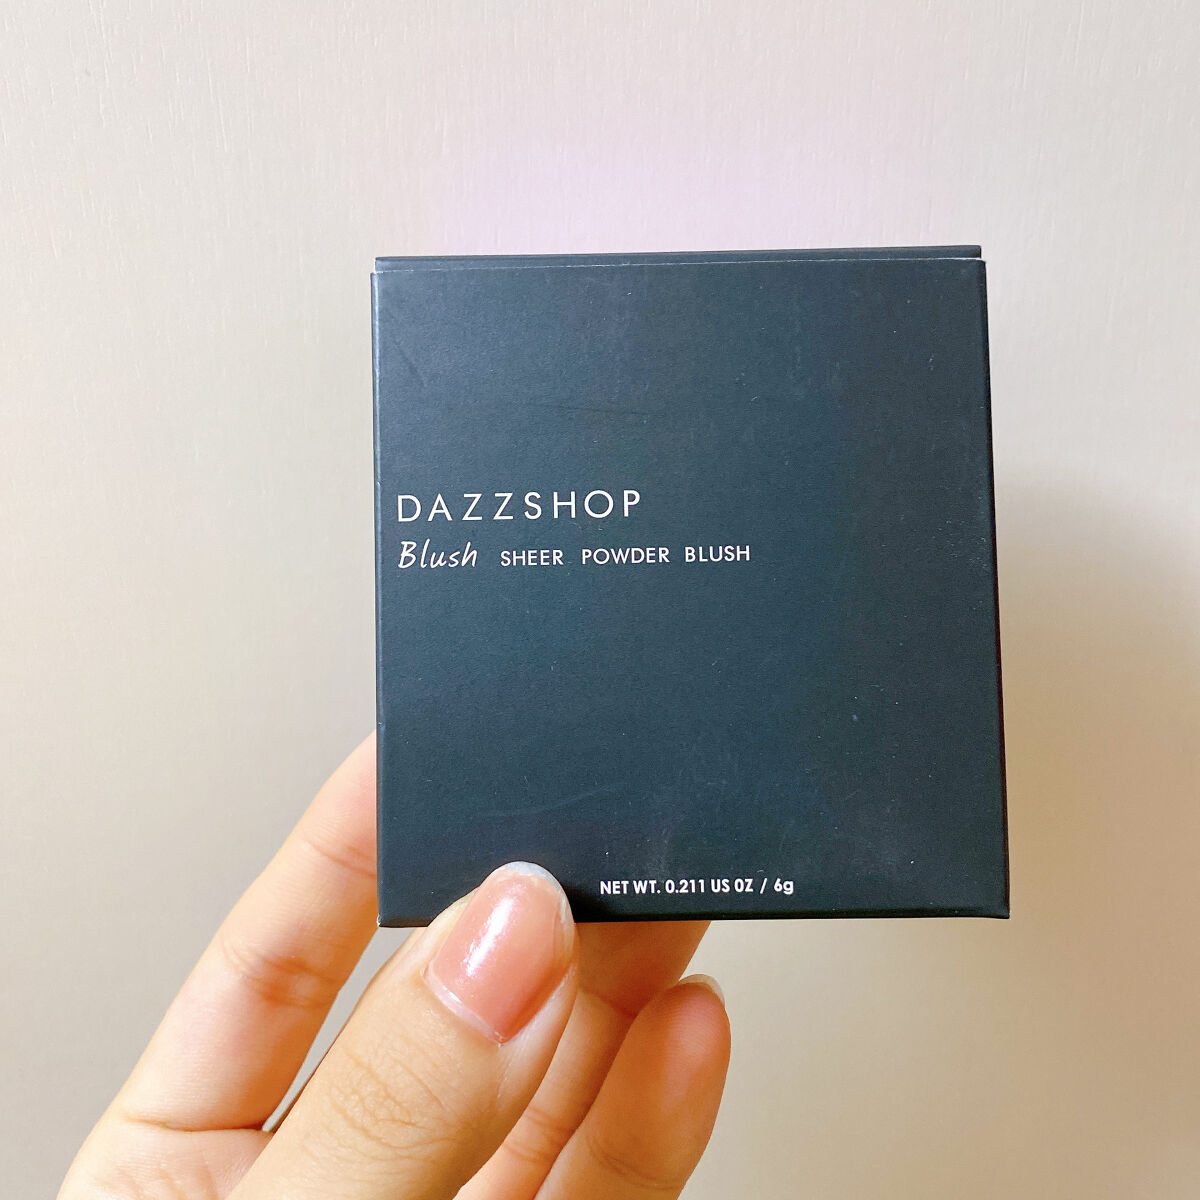 DAZZSHOP
Blush SHEER POWDER BLUSH
NET WT. 0.211 US OZ / 6g